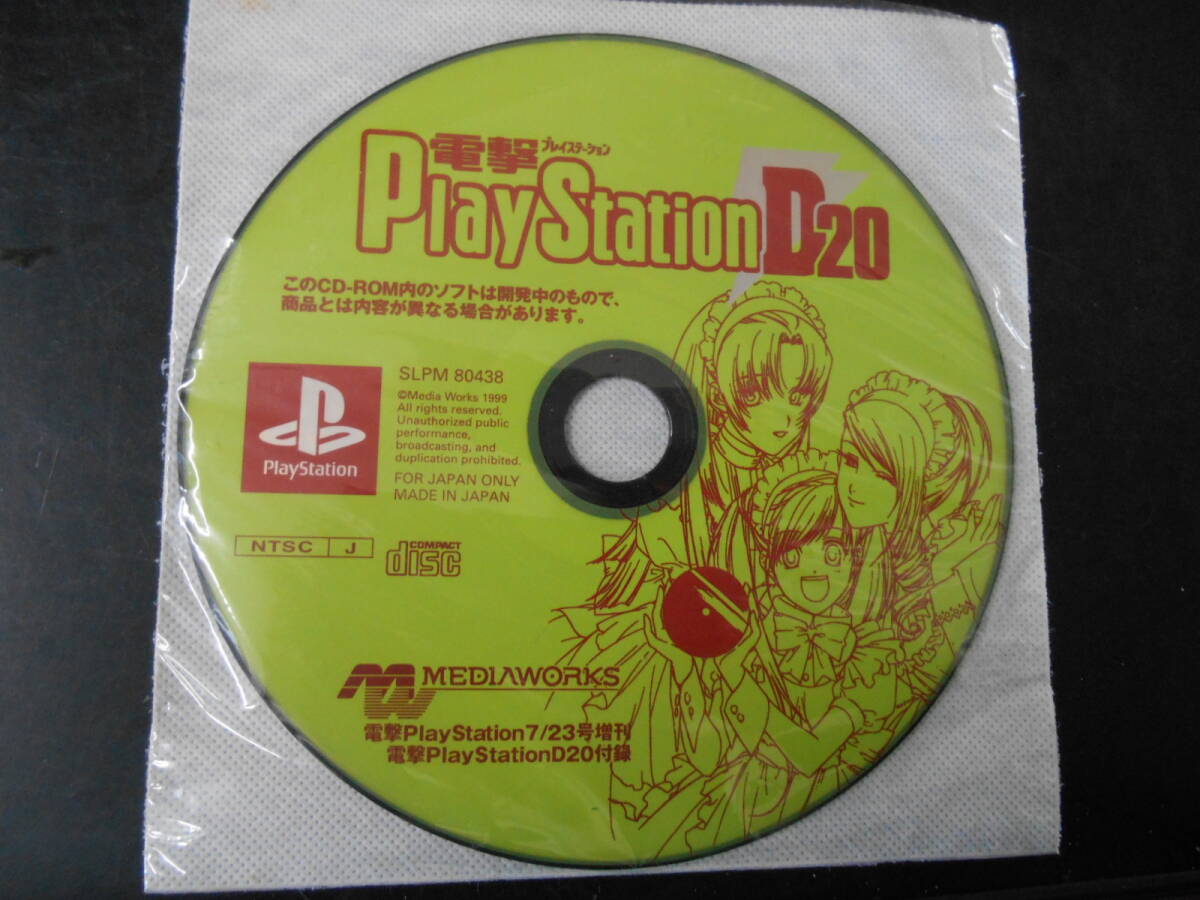 電撃プレイステーション
PlayStation D20
このCD-ROM内のソフトは開発中のもので、
商品とは内容が異なる場合があります。
PlayStation
SLPM 80438
©Media Works 1999
All rights reserved.
Unauthorized public
performance,
broadcasting, and
duplication prohibited.
FOR JAPAN ONLY
MADE IN JAPAN
NTSC J
COMPACT
disc
MW MEDIAWORKS
電撃PlayStation7/23号増刊
電撃PlayStationD20付録